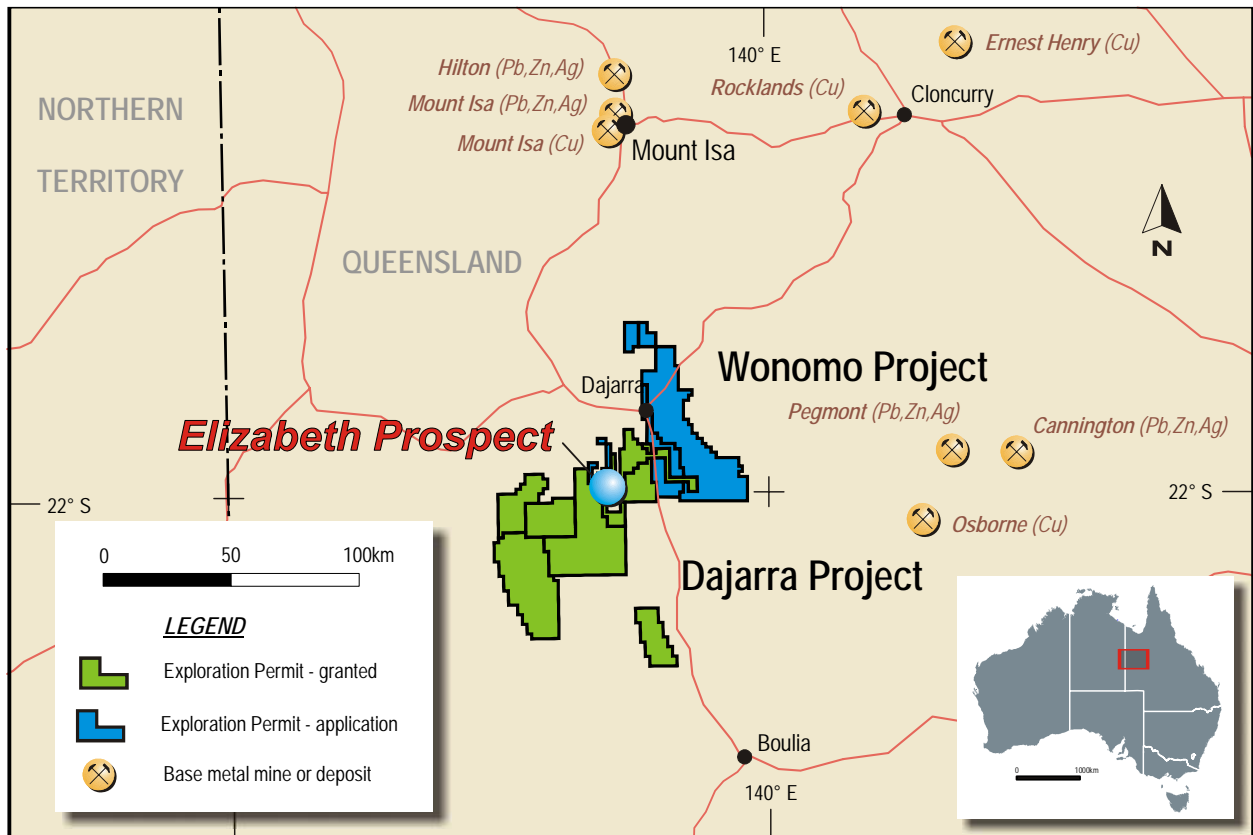 140° E
Ernest Henry (Cu)
Hilton (Pb,Zn,Ag)
Rocklands (Cu)
Cloncurry
NORTHERN
TERRITORY
Mount Isa (Pb,Zn,Ag)
Mount Isa (Cu)
Mount Isa
QUEENSLAND
N
Wonomo Project
Dajarra
Pegmont (Pb,Zn,Ag)
Cannington (Pb,Zn,Ag)
Elizabeth Prospect
22° S
22° S
Osborne (Cu)
Dajarra Project
0 50 100km
LEGEND
Exploration Permit - granted
Exploration Permit - application
Base metal mine or deposit
Boulia
140° E
0 1000km